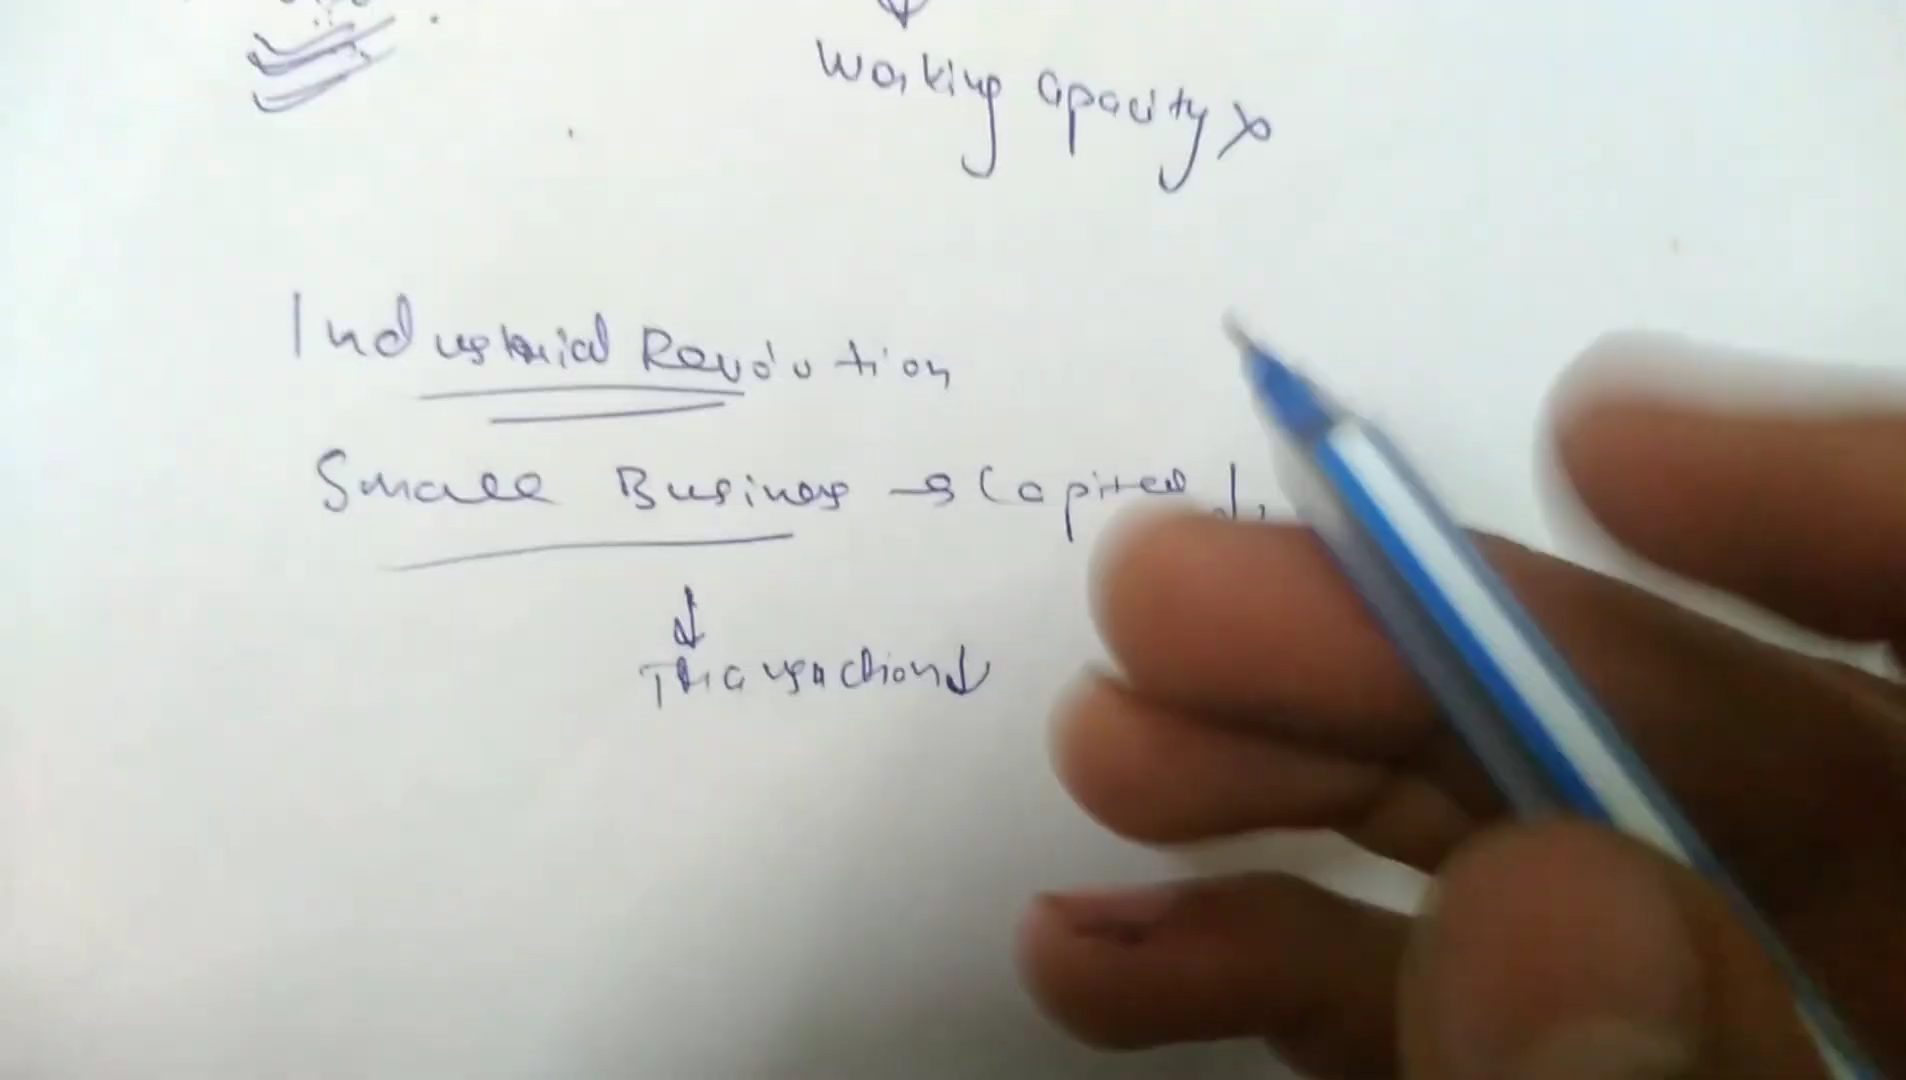 ↓
Working Capacity
Industrial Revolution
Small Business → Capital ↓
↓
Transaction ↓